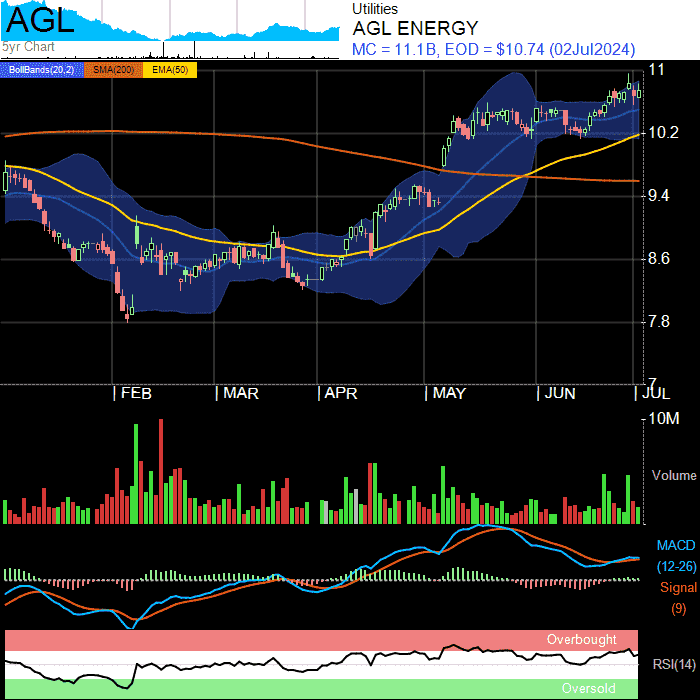 AGL
5yr Chart
Utilities
AGL ENERGY
MC = 11.1B, EOD = $10.74 (02Jul2024)
BollBands(20,2) SMA(200) EMA(50)
11
10.2
9.4
8.6
7.8
7
FEB MAR APR MAY JUN JUL
10M
Volume
MACD
(12-26)
Signal
(9)
Overbought
RSI(14)
Oversold